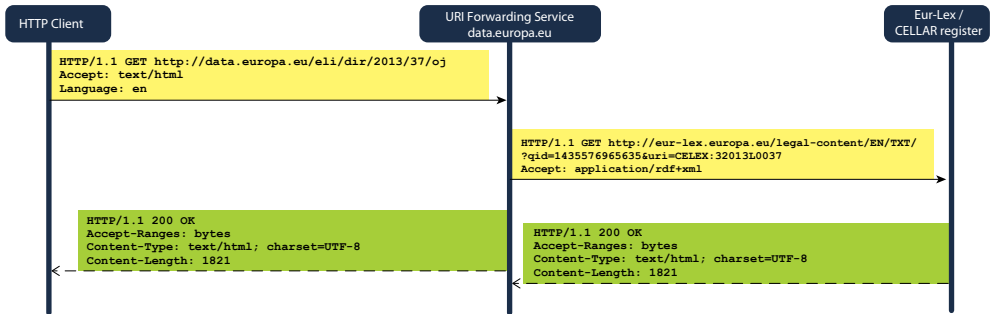 HTTP Client
URI Forwarding Service
data.europa.eu
Eur-Lex /
CELLAR register
HTTP/1.1 GET http://data.europa.eu/eli/dir/2013/37/oj
Accept: text/html
Language: en
HTTP/1.1 GET http://eur-lex.europa.eu/legal-content/EN/TXT/
?qid=1435576965635&uri=CELEX:32013L0037
Accept: application/rdf+xml
HTTP/1.1 200 OK
Accept-Ranges: bytes
Content-Type: text/html; charset=UTF-8
Content-Length: 1821
HTTP/1.1 200 OK
Accept-Ranges: bytes
Content-Type: text/html; charset=UTF-8
Content-Length: 1821